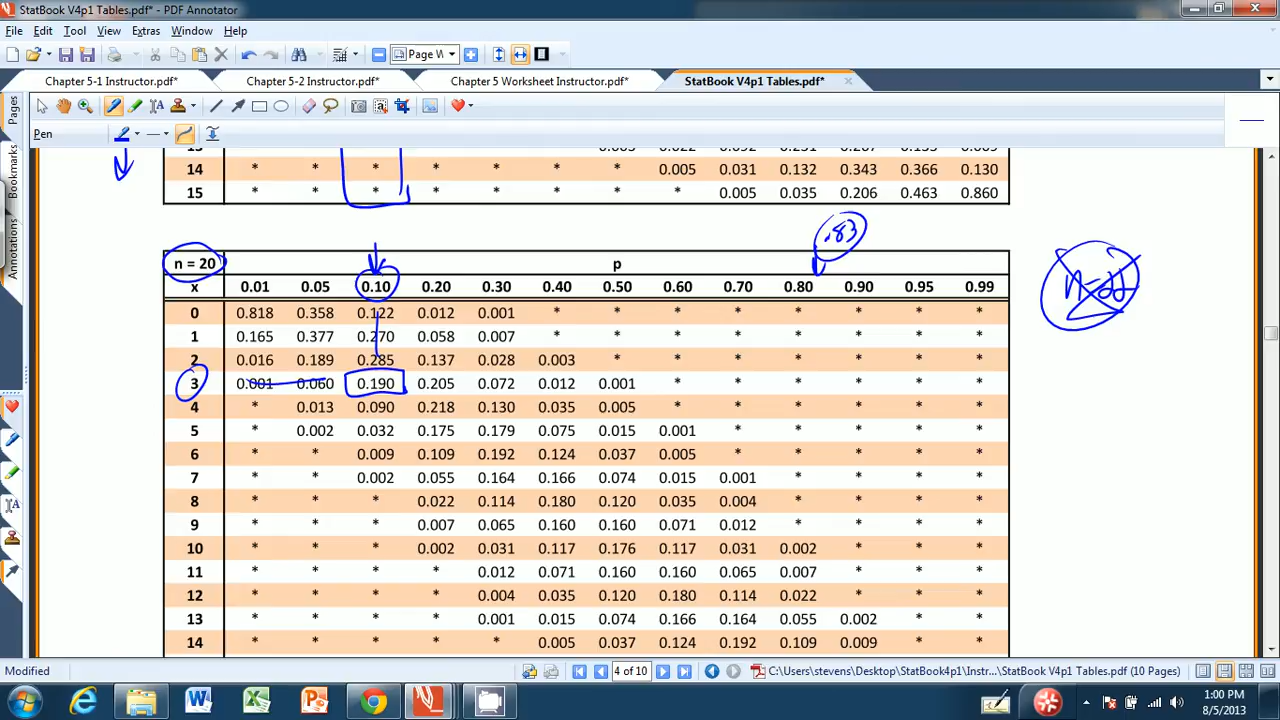 StatBook V4p1 Tables.pdf* - PDF Annotator
File Edit Tool View Extras Window Help
Page W
Chapter 5-1 Instructor.pdf* Chapter 5-2 Instructor.pdf* Chapter 5 Worksheet Instructor.pdf* StatBook V4p1 Tables.pdf*
Pen
Pages
Bookmarks
Annotations
14 * * * * * * * 0.005 0.031 0.132 0.343 0.366 0.130
15 * * * * * * * * 0.005 0.035 0.206 0.463 0.860
.83
n = 20 p
x 0.01 0.05 0.10 0.20 0.30 0.40 0.50 0.60 0.70 0.80 0.90 0.95 0.99
0 0.818 0.358 0.122 0.012 0.001 * * * * * * * *
1 0.165 0.377 0.270 0.058 0.007 * * * * * * * *
2 0.016 0.189 0.285 0.137 0.028 0.003 * * * * * * *
3 0.001 0.060 0.190 0.205 0.072 0.012 0.001 * * * * * *
4 * 0.013 0.090 0.218 0.130 0.035 0.005 * * * * * *
5 * 0.002 0.032 0.175 0.179 0.075 0.015 0.001 * * * * *
6 * * 0.009 0.109 0.192 0.124 0.037 0.005 * * * * *
7 * * 0.002 0.055 0.164 0.166 0.074 0.015 0.001 * * * *
8 * * * 0.022 0.114 0.180 0.120 0.035 0.004 * * * *
9 * * * 0.007 0.065 0.160 0.160 0.071 0.012 * * * *
10 * * * 0.002 0.031 0.117 0.176 0.117 0.031 0.002 * * *
11 * * * * 0.012 0.071 0.160 0.160 0.065 0.007 * * *
12 * * * * 0.004 0.035 0.120 0.180 0.114 0.022 * * *
13 * * * * 0.001 0.015 0.074 0.166 0.164 0.055 0.002 * *
14 * * * * * 0.005 0.037 0.124 0.192 0.109 0.009 * *
Modified 4 of 10 C:\Users\stevens\Desktop\StatBook4p1\Instr...\StatBook V4p1 Tables.pdf (10 Pages)
1:00 PM
8/5/2013